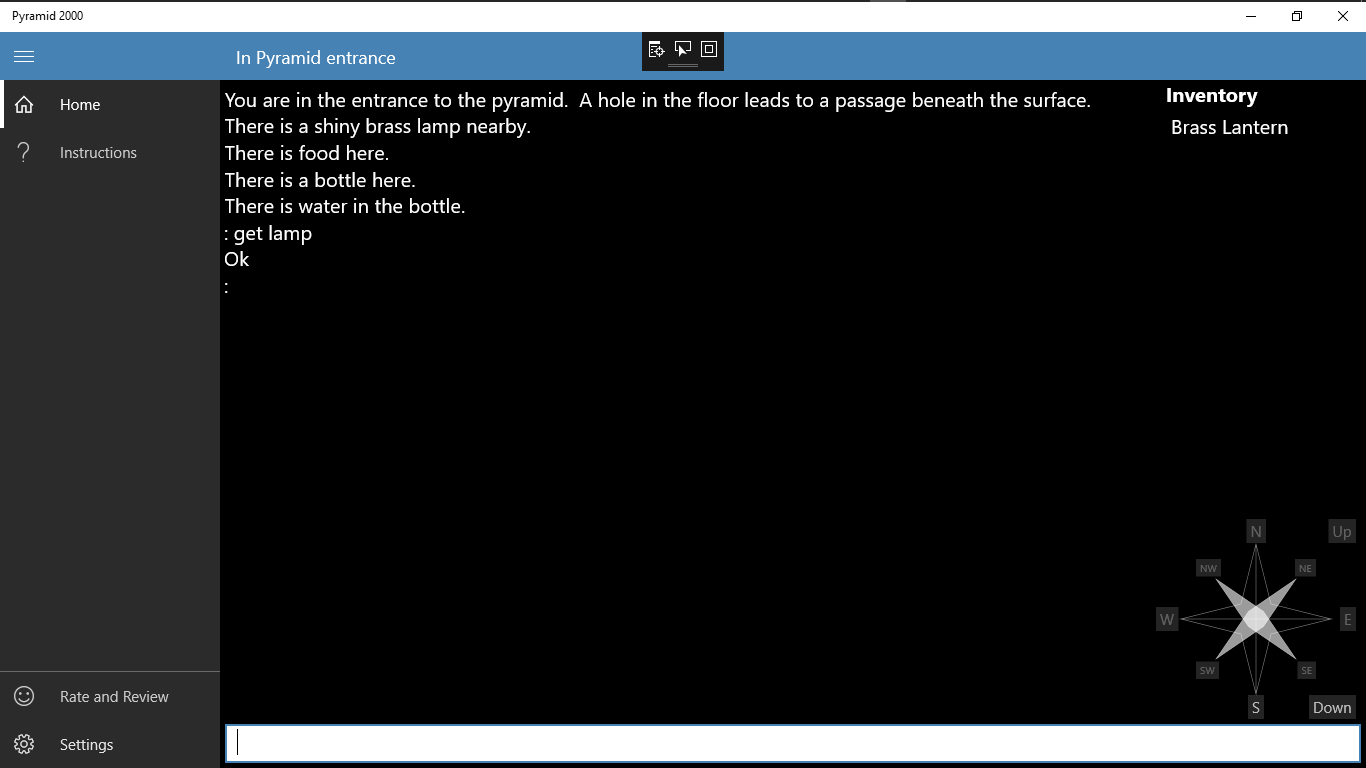 Pyramid 2000
In Pyramid entrance
Home
Instructions
You are in the entrance to the pyramid.  A hole in the floor leads to a passage beneath the surface.
There is a shiny brass lamp nearby.
There is food here.
There is a bottle here.
There is water in the bottle.
: get lamp
Ok
:
Inventory
Brass Lantern
N
Up
NW
NE
W
E
SW
SE
S
Down
Rate and Review
Settings